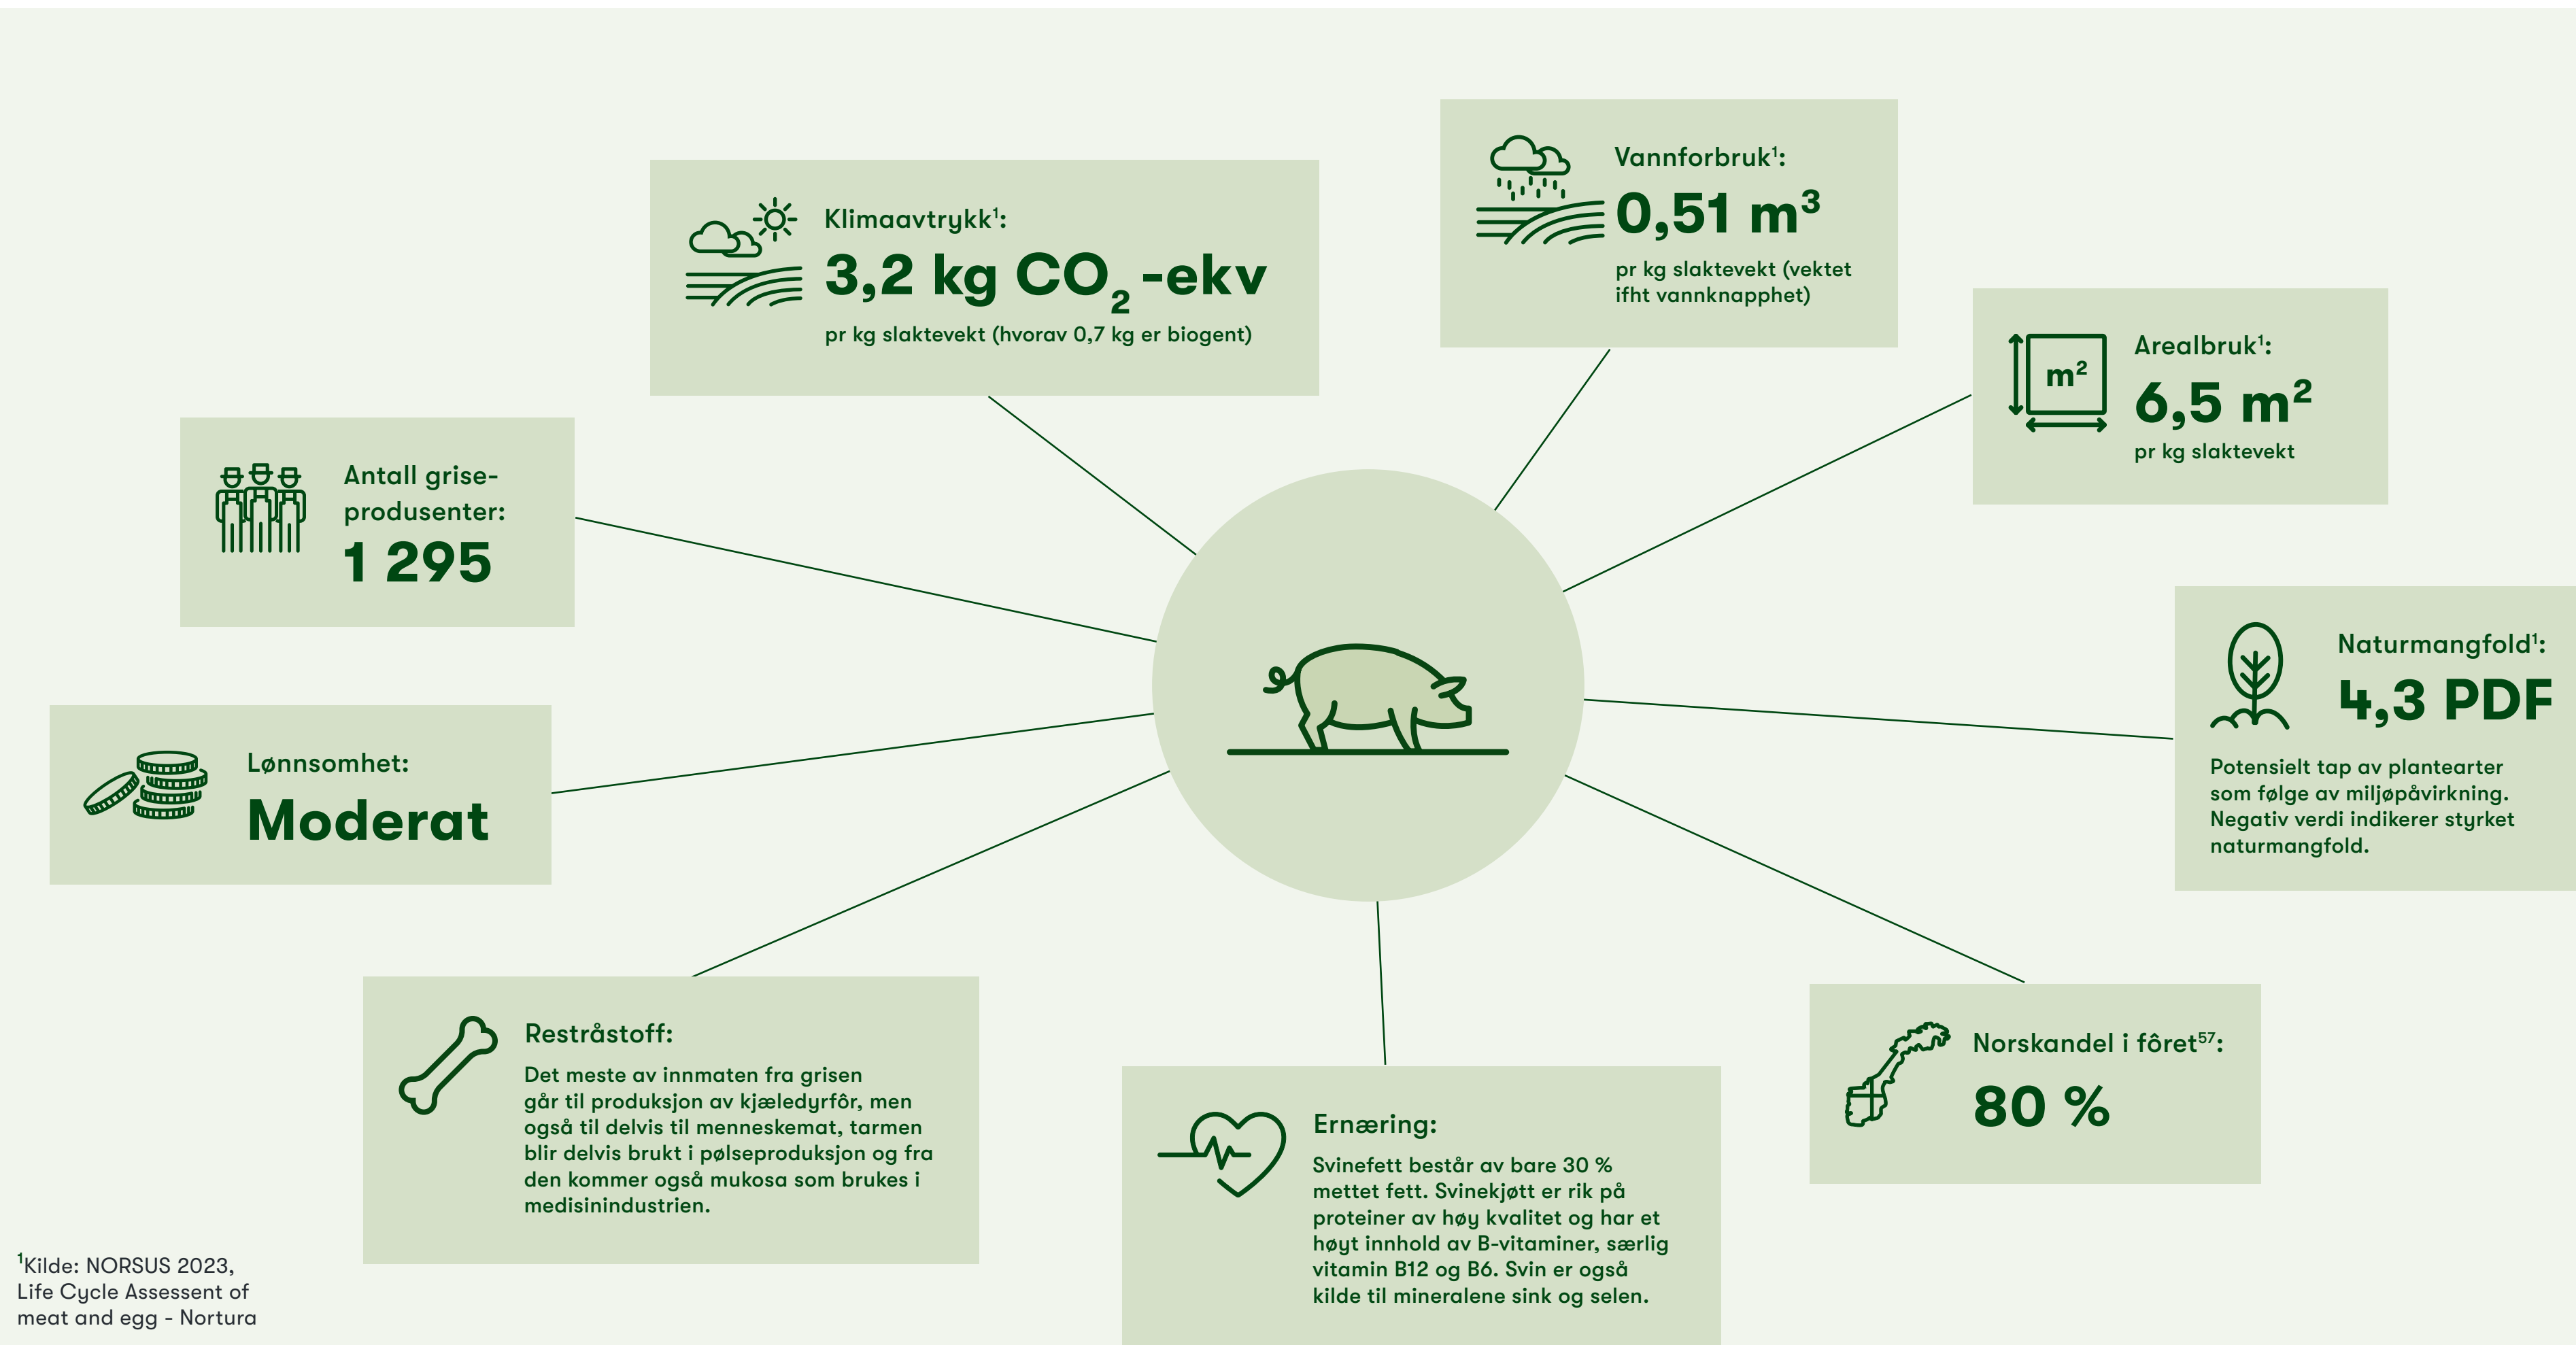 Klimaavtrykk¹:
3,2 kg CO₂ -ekv
pr kg slaktevekt (hvorav 0,7 kg er biogent)
Vannforbruk¹:
0,51 m³
pr kg slaktevekt (vektet
ifht vannknapphet)
Arealbruk¹:
m²
6,5 m²
pr kg slaktevekt
Antall grise-
produsenter:
1 295
Naturmangfold¹:
4,3 PDF
Potensielt tap av plantearter
som følge av miljøpåvirkning.
Negativ verdi indikerer styrket
naturmangfold.
Lønnsomhet:
Moderat
Restråstoff:
Det meste av innmaten fra grisen
går til produksjon av kjæledyrfôr, men
også til delvis til menneskemat, tarmen
blir delvis brukt i pølseproduksjon og fra
den kommer også mukosa som brukes i
medisinindustrien.
Ernæring:
Svinefett består av bare 30 %
mettet fett. Svinekjøtt er rik på
proteiner av høy kvalitet og har et
høyt innhold av B-vitaminer, særlig
vitamin B12 og B6. Svin er også
kilde til mineralene sink og selen.
Norskandel i fôret⁵⁷:
80 %
¹Kilde: NORSUS 2023,
Life Cycle Assessent of
meat and egg - Nortura